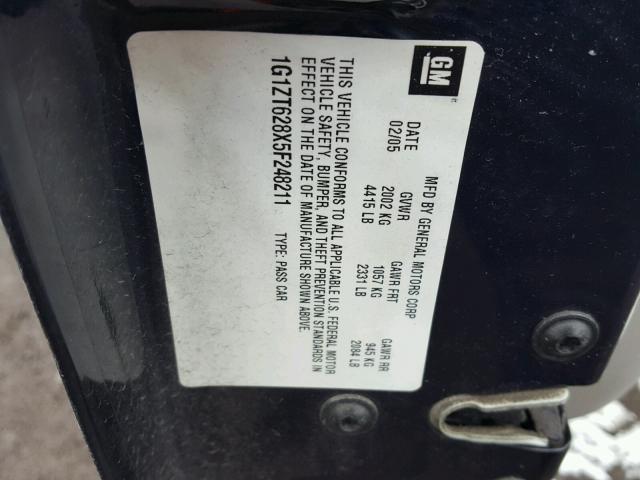 GM
MFD BY GENERAL MOTORS CORP
DATE GVWR GAWR FRT GAWR RR
02/05 2002 KG 1057 KG 945 KG
4415 LB 2331 LB 2084 LB
THIS VEHICLE CONFORMS TO ALL APPLICABLE U.S. FEDERAL MOTOR
VEHICLE SAFETY, BUMPER, AND THEFT PREVENTION STANDARDS IN
EFFECT ON THE DATE OF MANUFACTURE SHOWN ABOVE.
1G1ZT628X5F248211 TYPE: PASS CAR